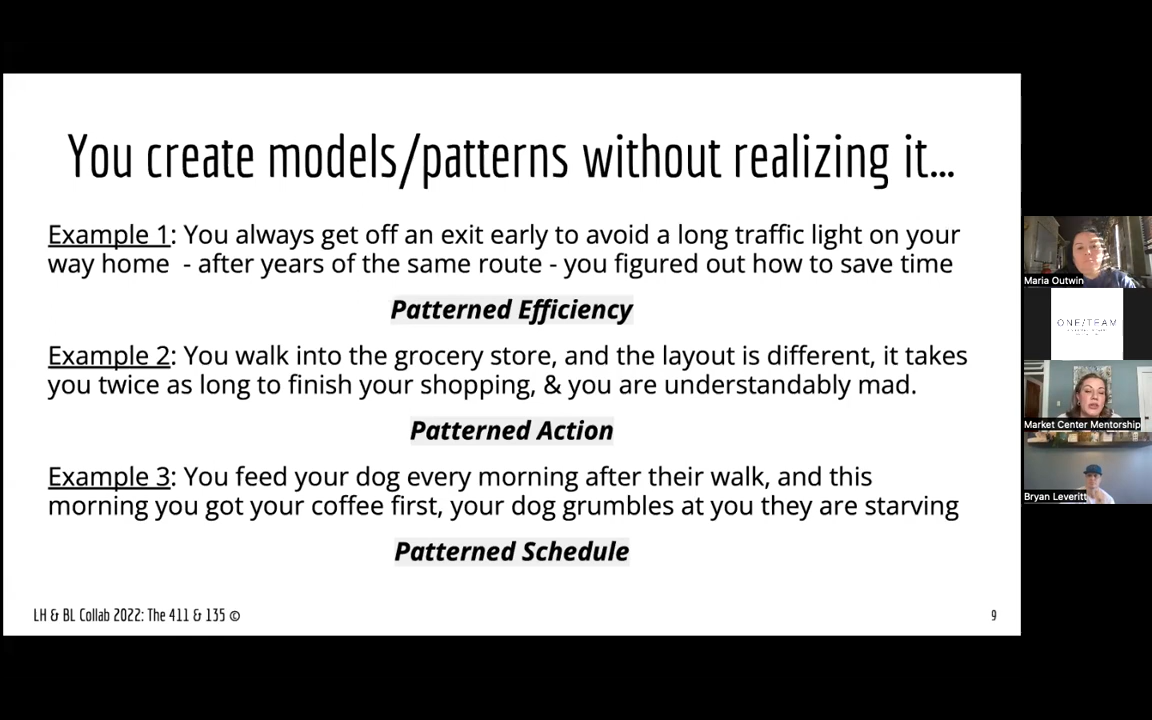 You create models/patterns without realizing it...
Example 1: You always get off an exit early to avoid a long traffic light on your
way home - after years of the same route - you figured out how to save time
Patterned Efficiency
Example 2: You walk into the grocery store, and the layout is different, it takes
you twice as long to finish your shopping, & you are understandably mad.
Patterned Action
Example 3: You feed your dog every morning after their walk, and this
morning you got your coffee first, your dog grumbles at you they are starving
Patterned Schedule
LH & BL Collab 2022: The 411 & 135 ©
9
Maria Outwin
ONE/TEAM
Market Center Mentorship
Bryan Leveritt